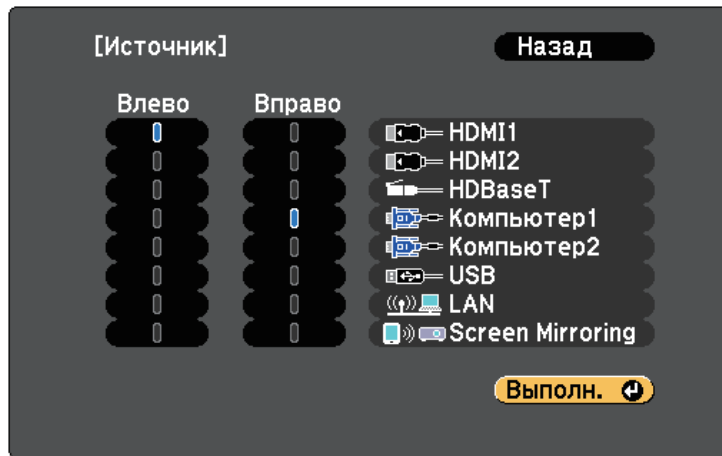 [Источник] Назад
Влево Вправо
HDMI1
HDMI2
HDBaseT
Компьютер1
Компьютер2
USB
LAN
Screen Mirroring
Выполн.